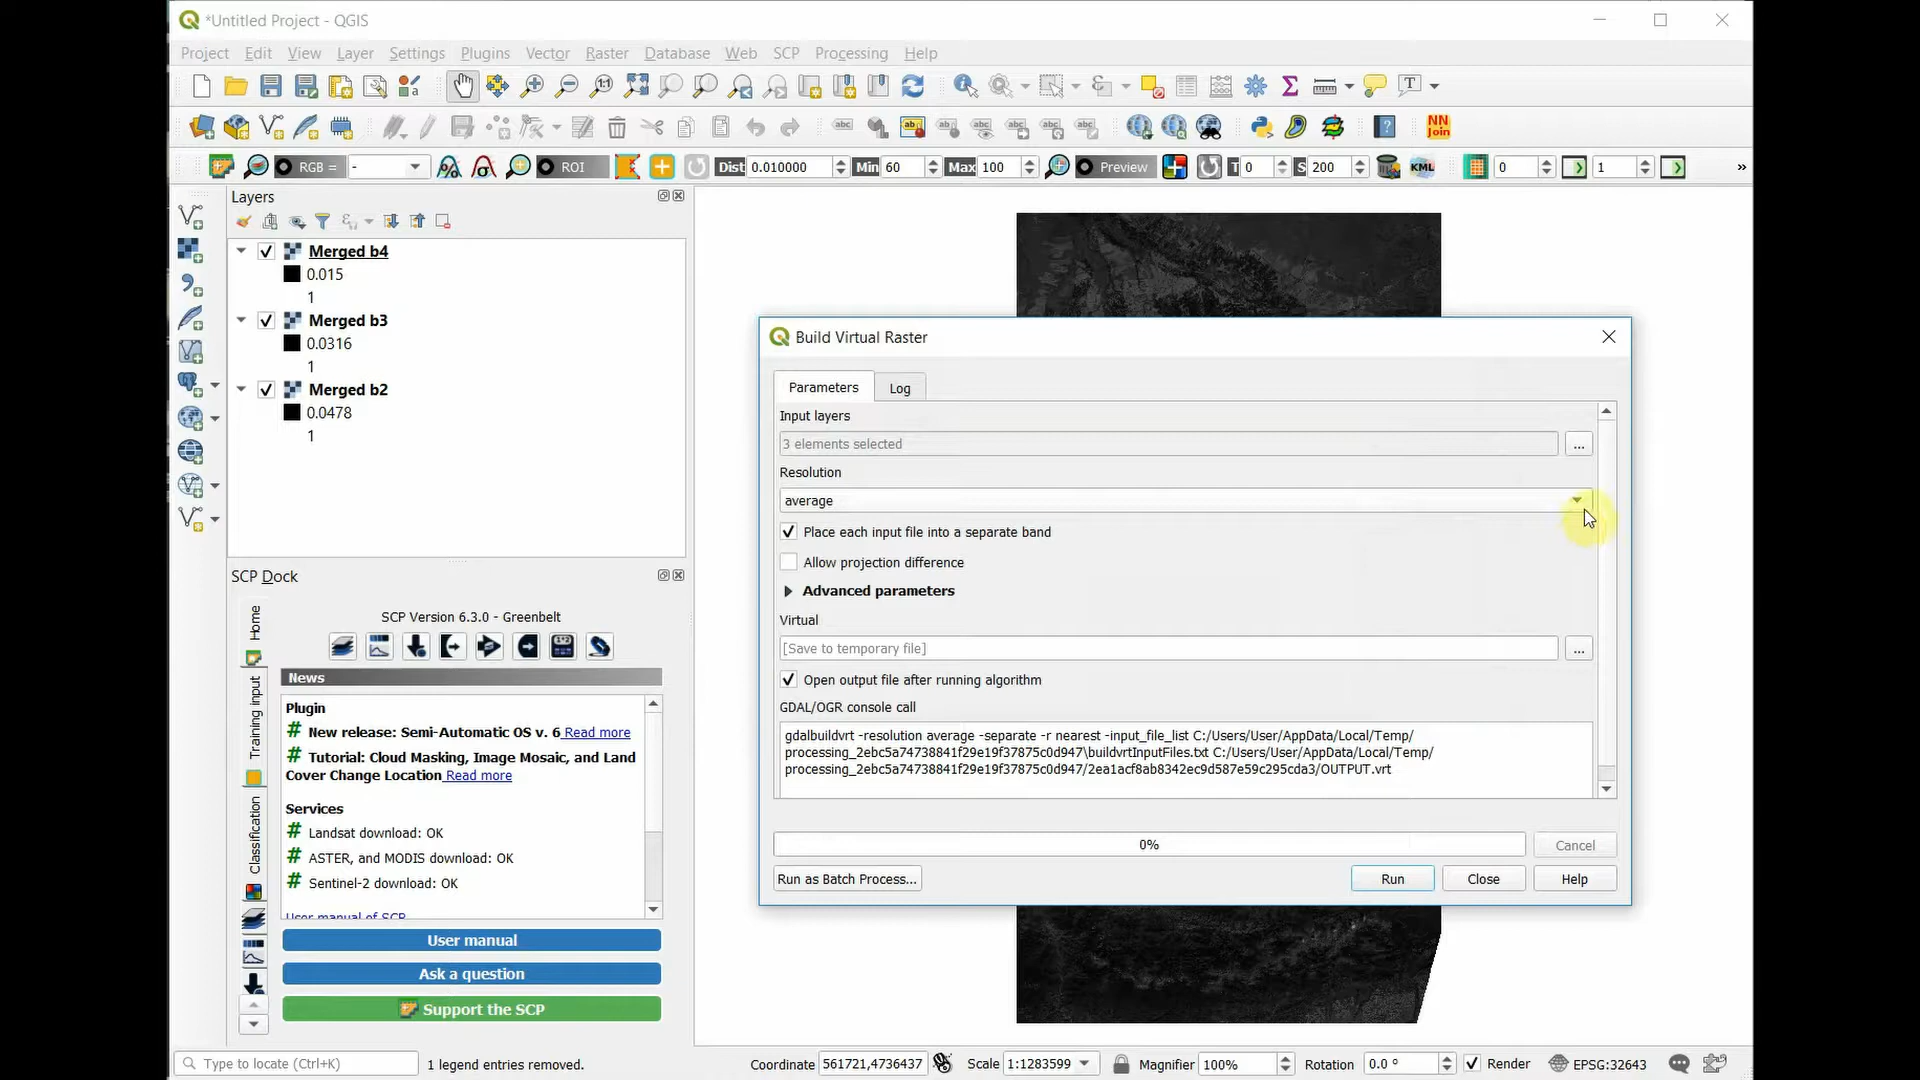 *Untitled Project - QGIS
Project Edit View Layer Settings Plugins Vector Raster Database Web SCP Processing Help
NN
Join
RGB = - ROI Dist 0.010000 Min 60 Max 100 Preview T 0 S 200 KML 0 1 »
Layers
Merged b4
0.015
1
Merged b3
0.0316
1
Merged b2
0.0478
1
SCP Dock
SCP Version 6.3.0 - Greenbelt
Home
Training input
Classification
News
Plugin
# New release: Semi-Automatic OS v. 6 Read more
# Tutorial: Cloud Masking, Image Mosaic, and Land
Cover Change Location Read more
Services
# Landsat download: OK
# ASTER, and MODIS download: OK
# Sentinel-2 download: OK
User manual of SCP
User manual
Ask a question
Support the SCP
Build Virtual Raster
Parameters Log
Input layers
3 elements selected ...
Resolution
average
Place each input file into a separate band
Allow projection difference
Advanced parameters
Virtual
[Save to temporary file] ...
Open output file after running algorithm
GDAL/OGR console call
gdalbuildvrt -resolution average -separate -r nearest -input_file_list C:/Users/User/AppData/Local/Temp/
processing_2ebc5a74738841f29e19f37875c0d947\buildvrtInputFiles.txt C:/Users/User/AppData/Local/Temp/
processing_2ebc5a74738841f29e19f37875c0d947/2ea1acf8ab8342ec9d587e59c295cda3/OUTPUT.vrt
0% Cancel
Run as Batch Process... Run Close Help
Type to locate (Ctrl+K) 1 legend entries removed. Coordinate 561721,4736437 Scale 1:1283599 Magnifier 100% Rotation 0.0 ° Render EPSG:32643